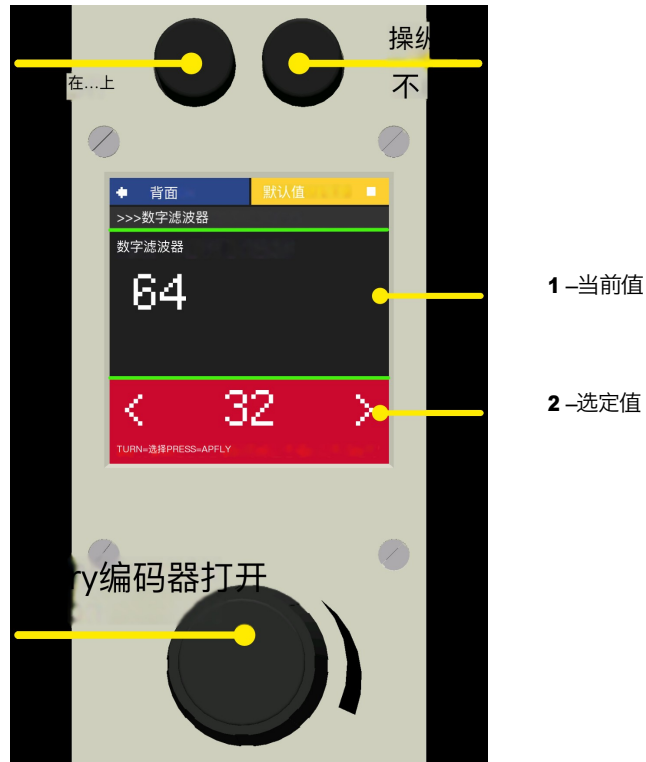 操纵
在…上
不
背面 默认值
>>>数字滤波器
数字滤波器
64
1 –当前值
< 32 >
2 –选定值
TURN=选择PRESS=APFLY
ry编码器打开